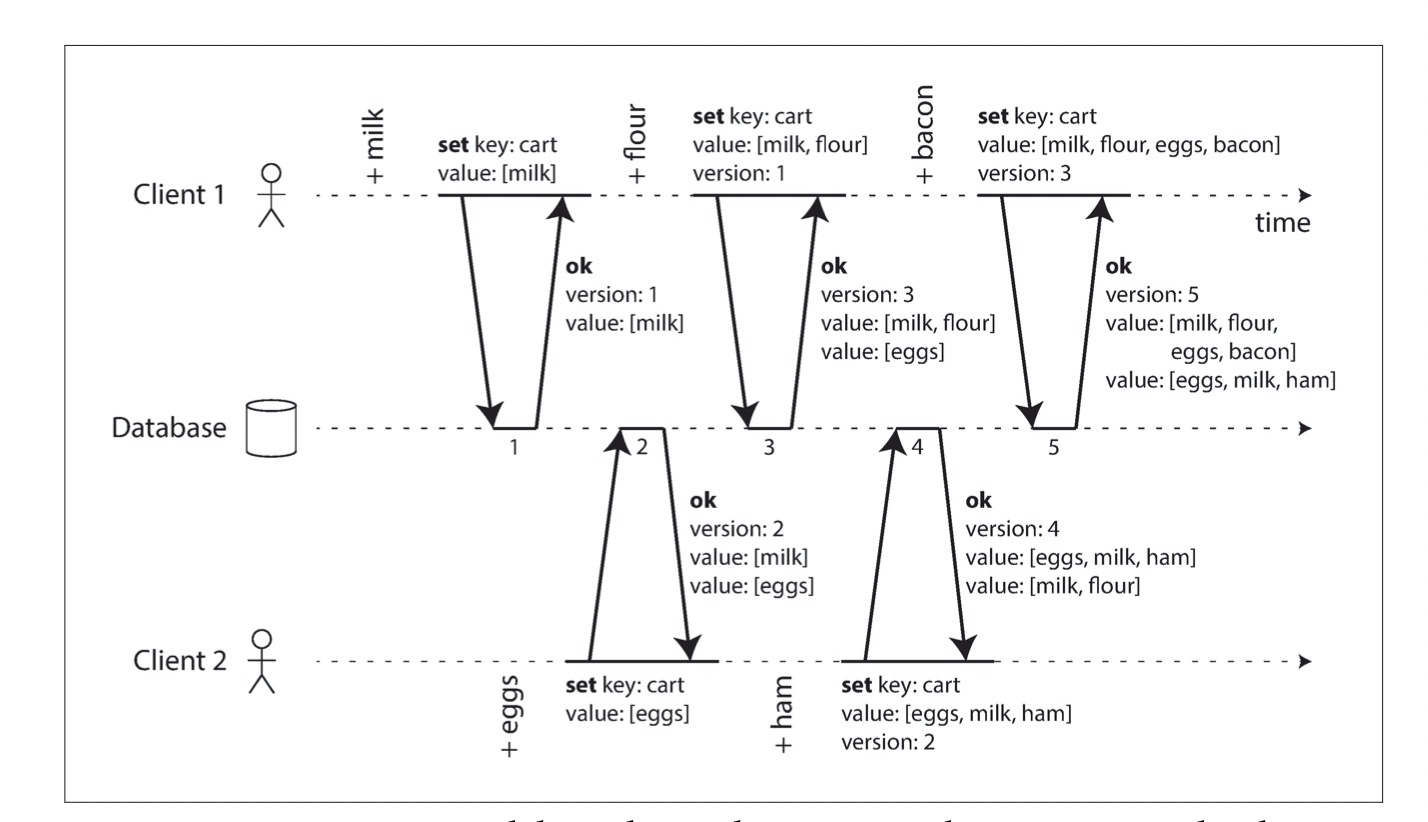 + milk
set key: cart
value: [milk]
+ flour
set key: cart
value: [milk, flour]
version: 1
+ bacon
set key: cart
value: [milk, flour, eggs, bacon]
version: 3
Client 1
time
ok
version: 1
value: [milk]
ok
version: 3
value: [milk, flour]
value: [eggs]
ok
version: 5
value: [milk, flour,
eggs, bacon]
value: [eggs, milk, ham]
Database
1
2
3
4
5
ok
version: 2
value: [milk]
value: [eggs]
ok
version: 4
value: [eggs, milk, ham]
value: [milk, flour]
Client 2
+ eggs
set key: cart
value: [eggs]
+ ham
set key: cart
value: [eggs, milk, ham]
version: 2